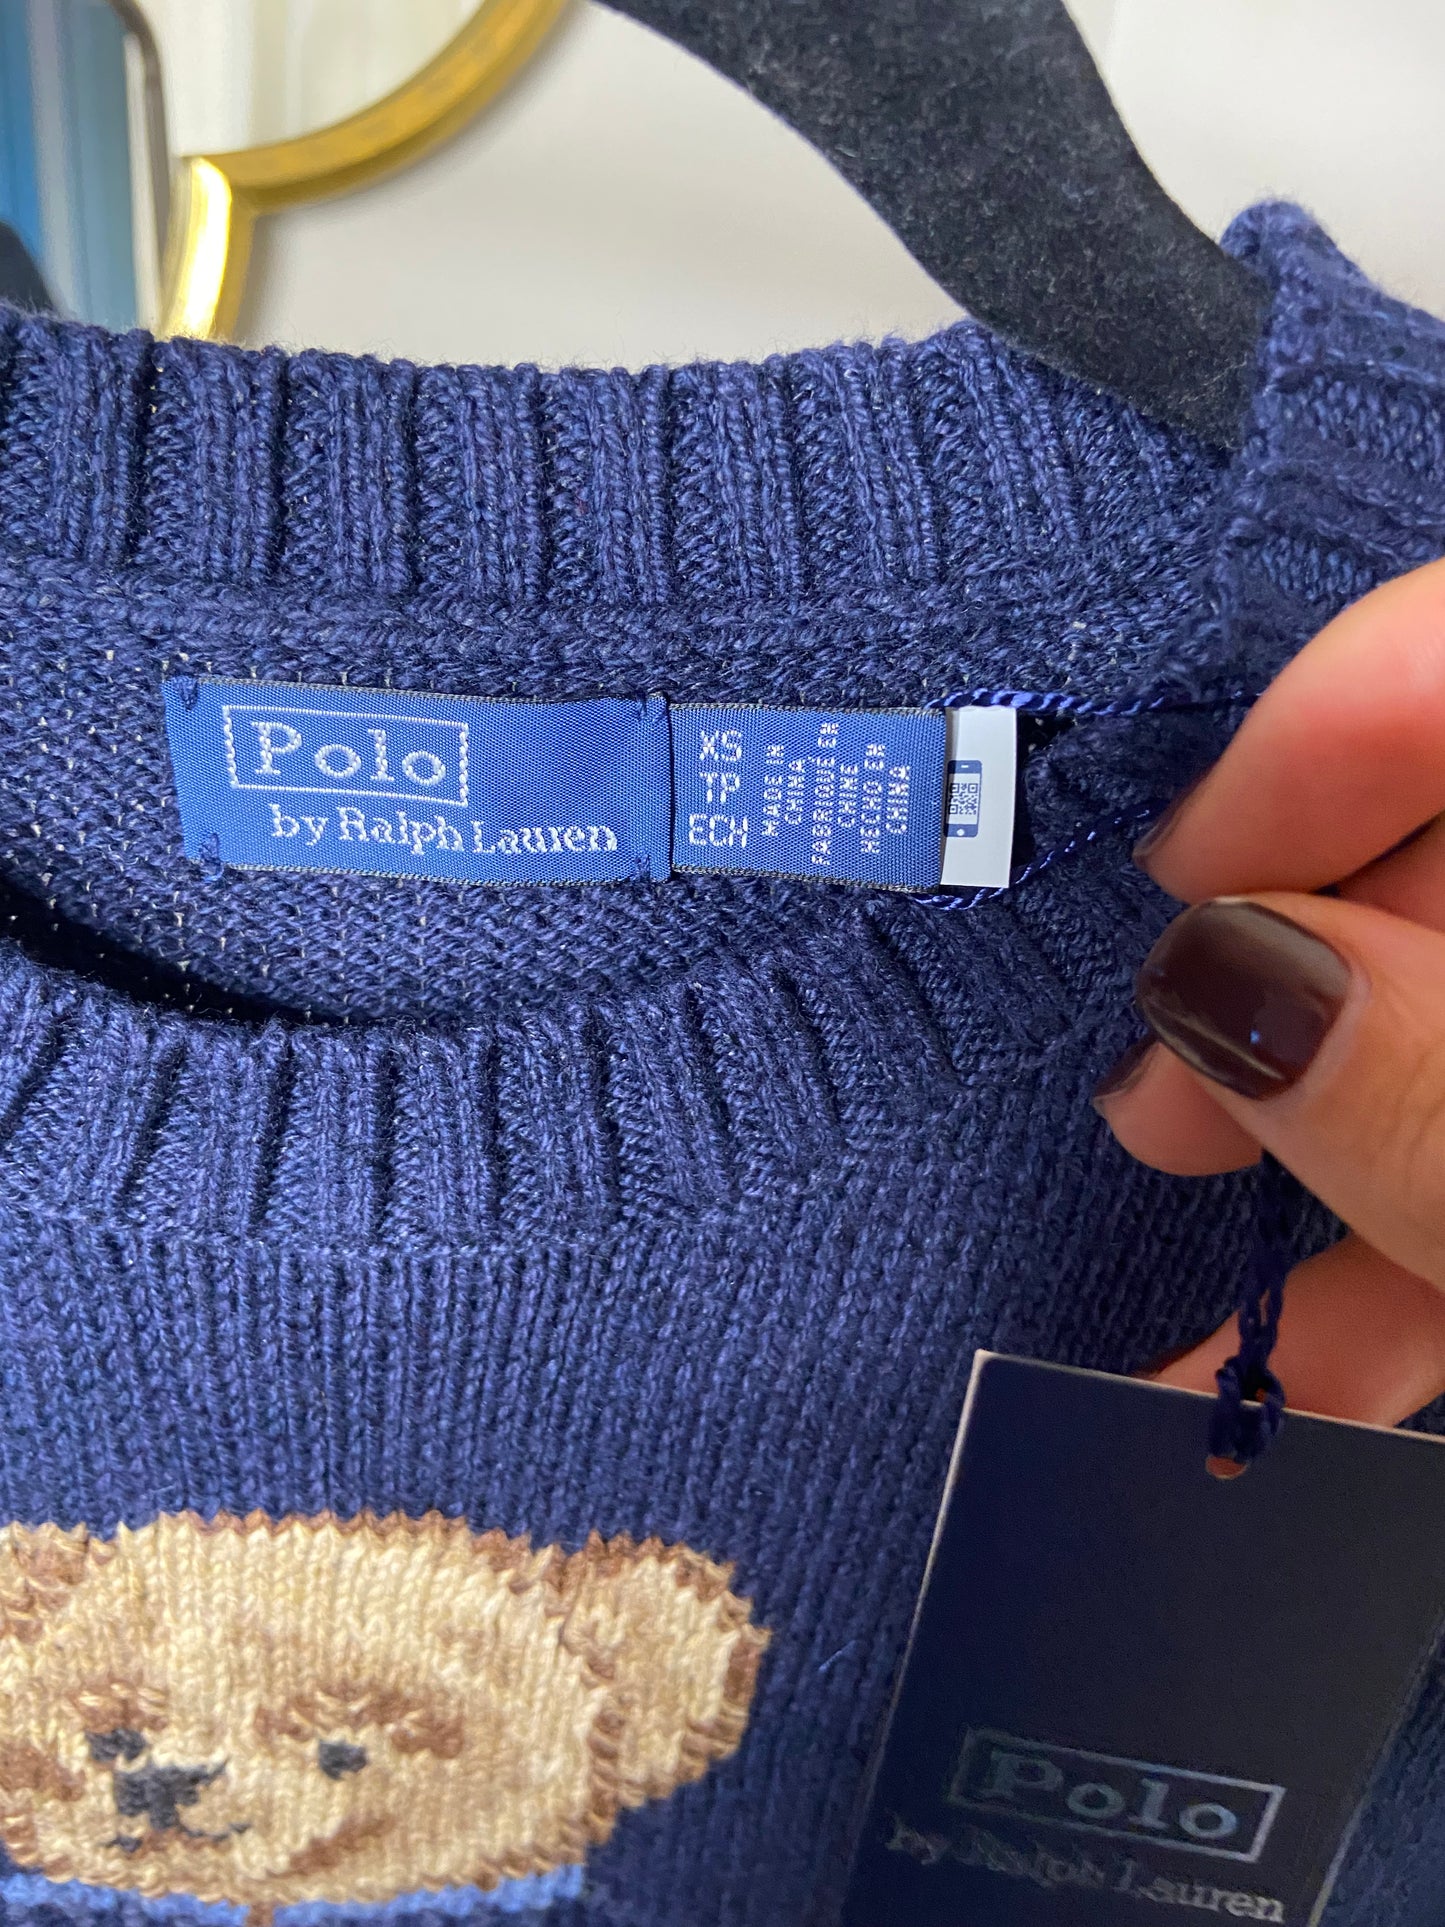 Polo
by Ralph Lauren
XS
TP
ECH
MADE IN
CHINA
FABRIQUÉ EN
CHINE
HECHO EN
CHINA
Polo
by Ralph Lauren